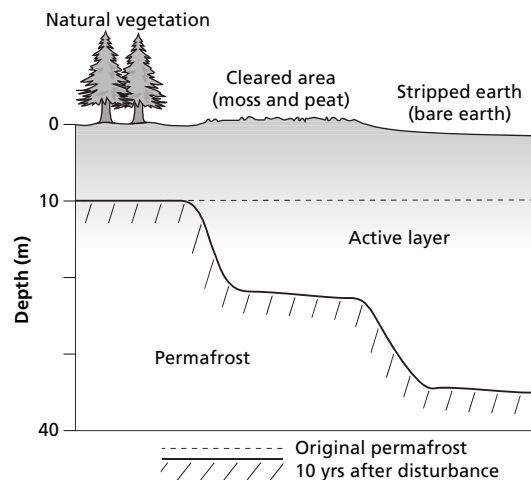 Natural vegetation
Cleared area
(moss and peat)
Stripped earth
(bare earth)
0
10
Active layer
Depth (m)
Permafrost
40
Original permafrost
10 yrs after disturbance